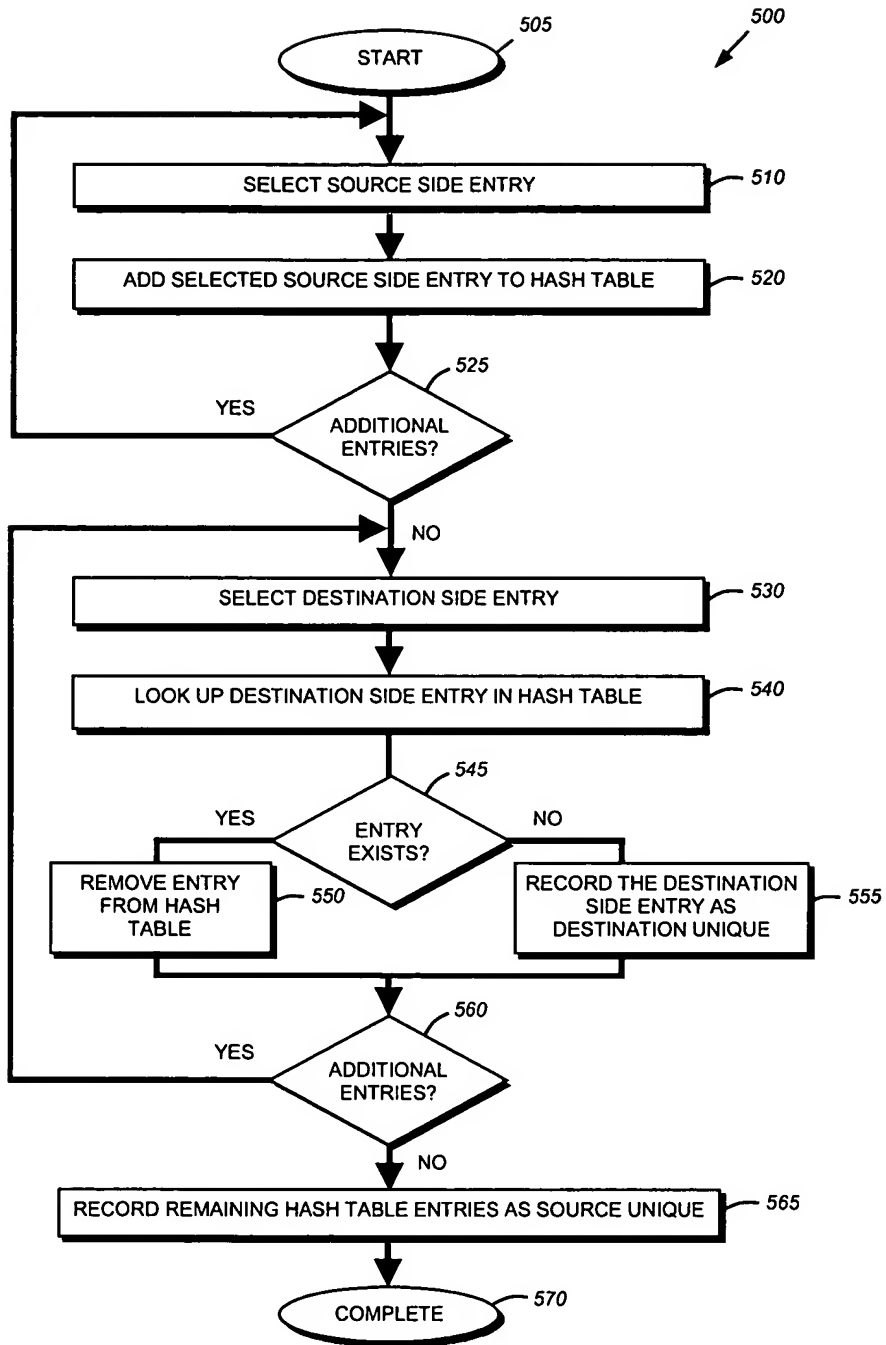 500
505
START
SELECT SOURCE SIDE ENTRY
510
ADD SELECTED SOURCE SIDE ENTRY TO HASH TABLE
520
525
YES
ADDITIONAL
ENTRIES?
NO
SELECT DESTINATION SIDE ENTRY
530
LOOK UP DESTINATION SIDE ENTRY IN HASH TABLE
540
545
YES
ENTRY
EXISTS?
NO
REMOVE ENTRY
FROM HASH
TABLE
550
RECORD THE DESTINATION
SIDE ENTRY AS
DESTINATION UNIQUE
555
560
YES
ADDITIONAL
ENTRIES?
NO
RECORD REMAINING HASH TABLE ENTRIES AS SOURCE UNIQUE
565
COMPLETE
570